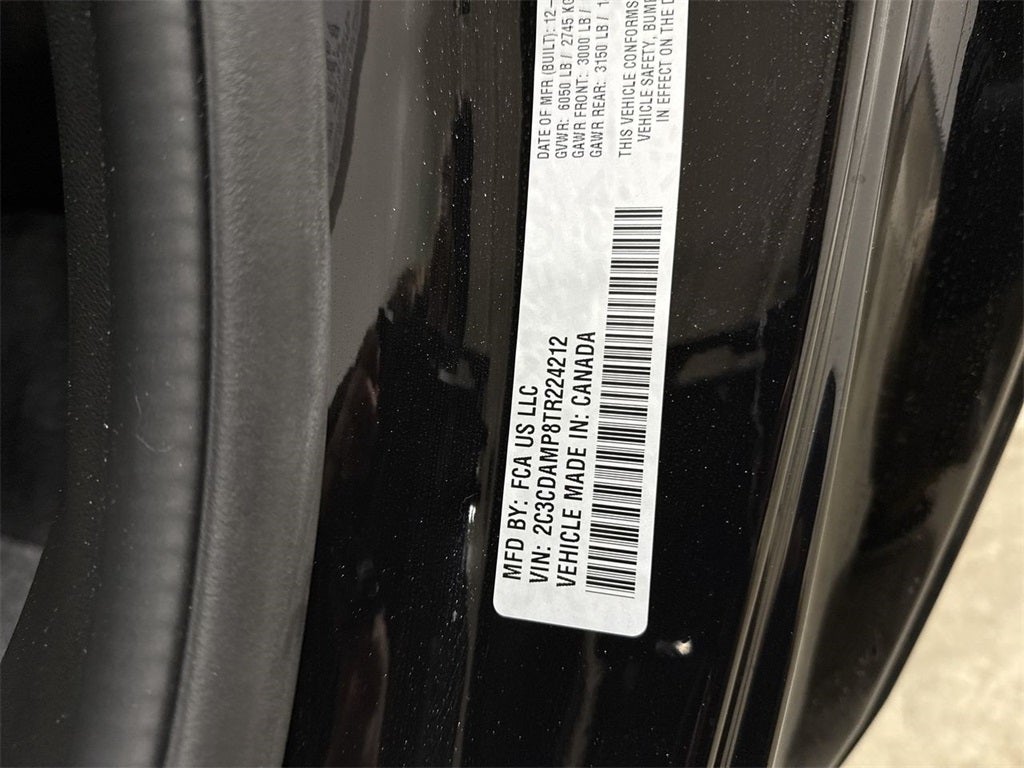 MFD BY: FCA US LLC
VIN: 2C3CDAMP8TR224212
VEHICLE MADE IN: CANADA
DATE OF MFR (BUILT): 12
GVWR: 6050 LB / 2745 KG
GAWR FRONT: 3000 LB /
GAWR REAR: 3150 LB / 1
THIS VEHICLE CONFORMS
VEHICLE SAFETY, BUMP
IN EFFECT ON THE D